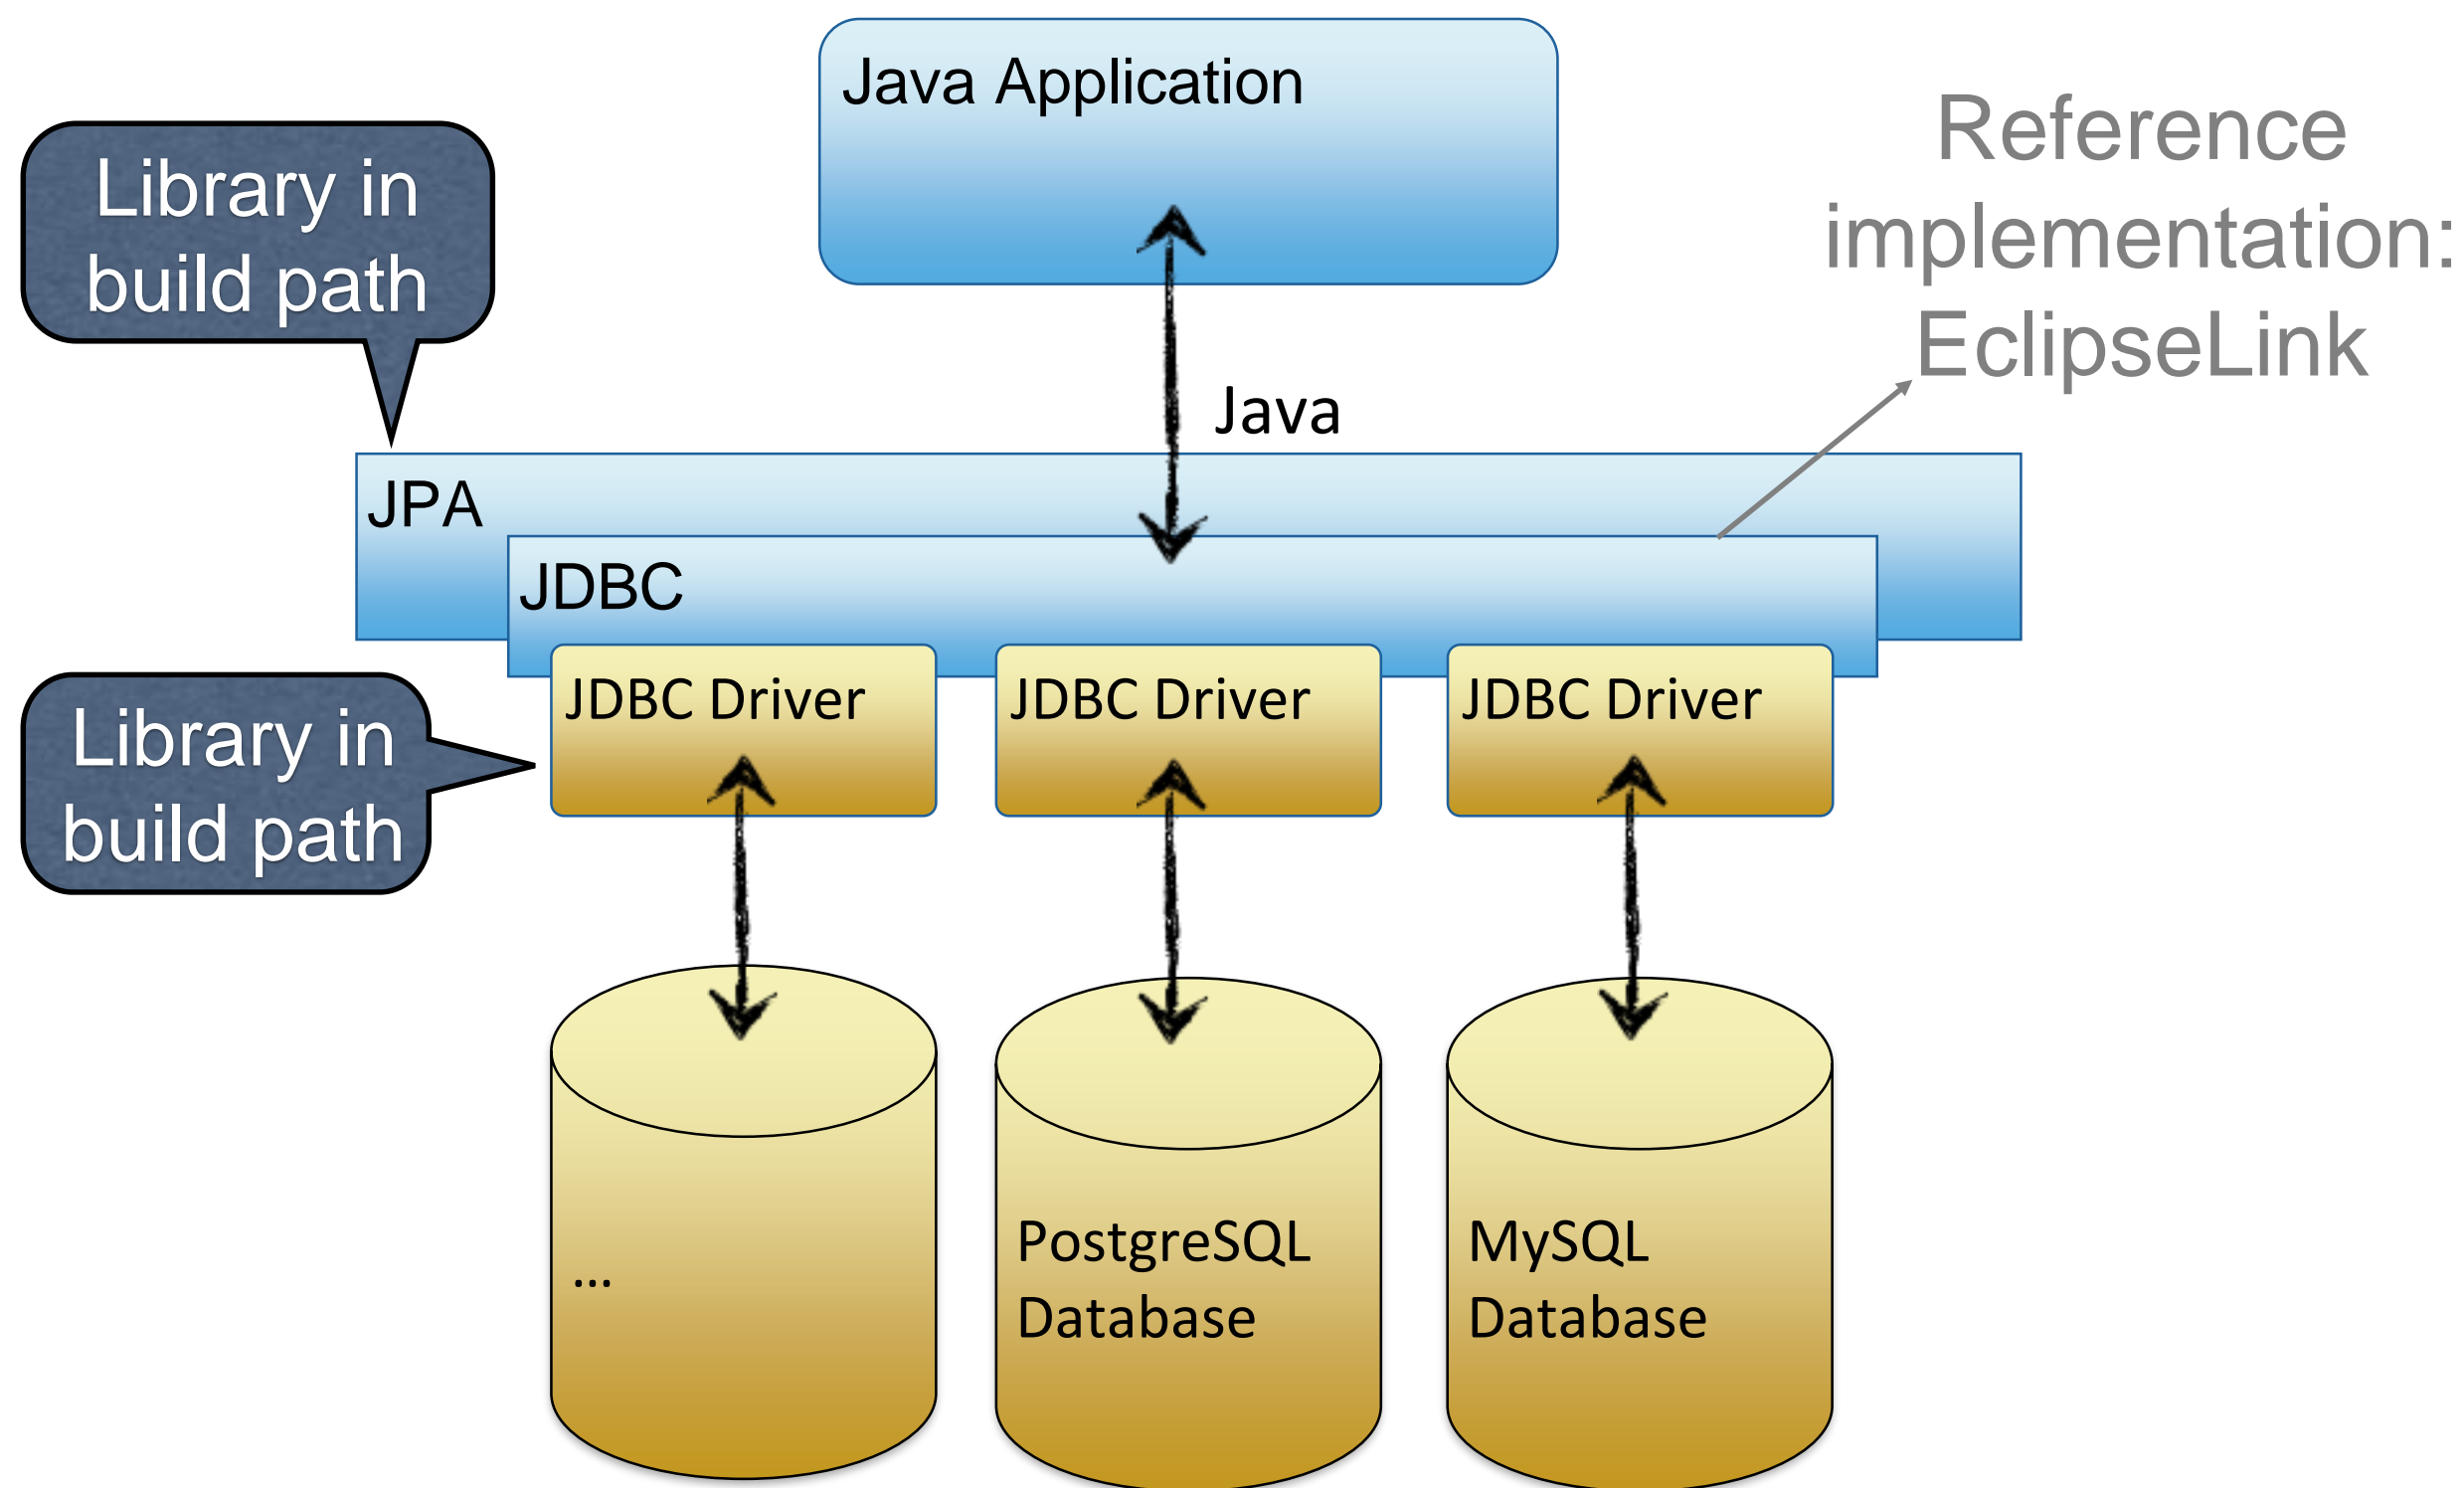 Java Application
Library in
build path
Reference
implementation:
EclipseLink
Java
JPA
JDBC
Library in
build path
JDBC Driver
JDBC Driver
JDBC Driver
...
PostgreSQL
Database
MySQL
Database